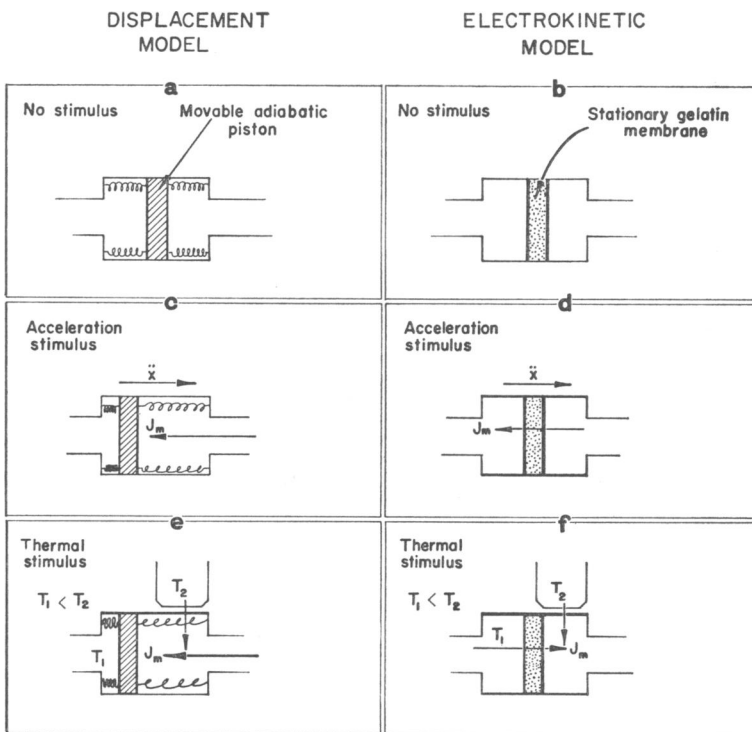 DISPLACEMENT
MODEL
ELECTROKINETIC
MODEL
a
No stimulus
Movable adiabatic
piston
b
No stimulus
Stationary gelatin
membrane
c
Acceleration
stimulus
ẍ
Jm
d
Acceleration
stimulus
ẍ
Jm
e
Thermal
stimulus
T1 < T2
T2
T1
Jm
f
Thermal
stimulus
T1 < T2
T2
T1
Jm